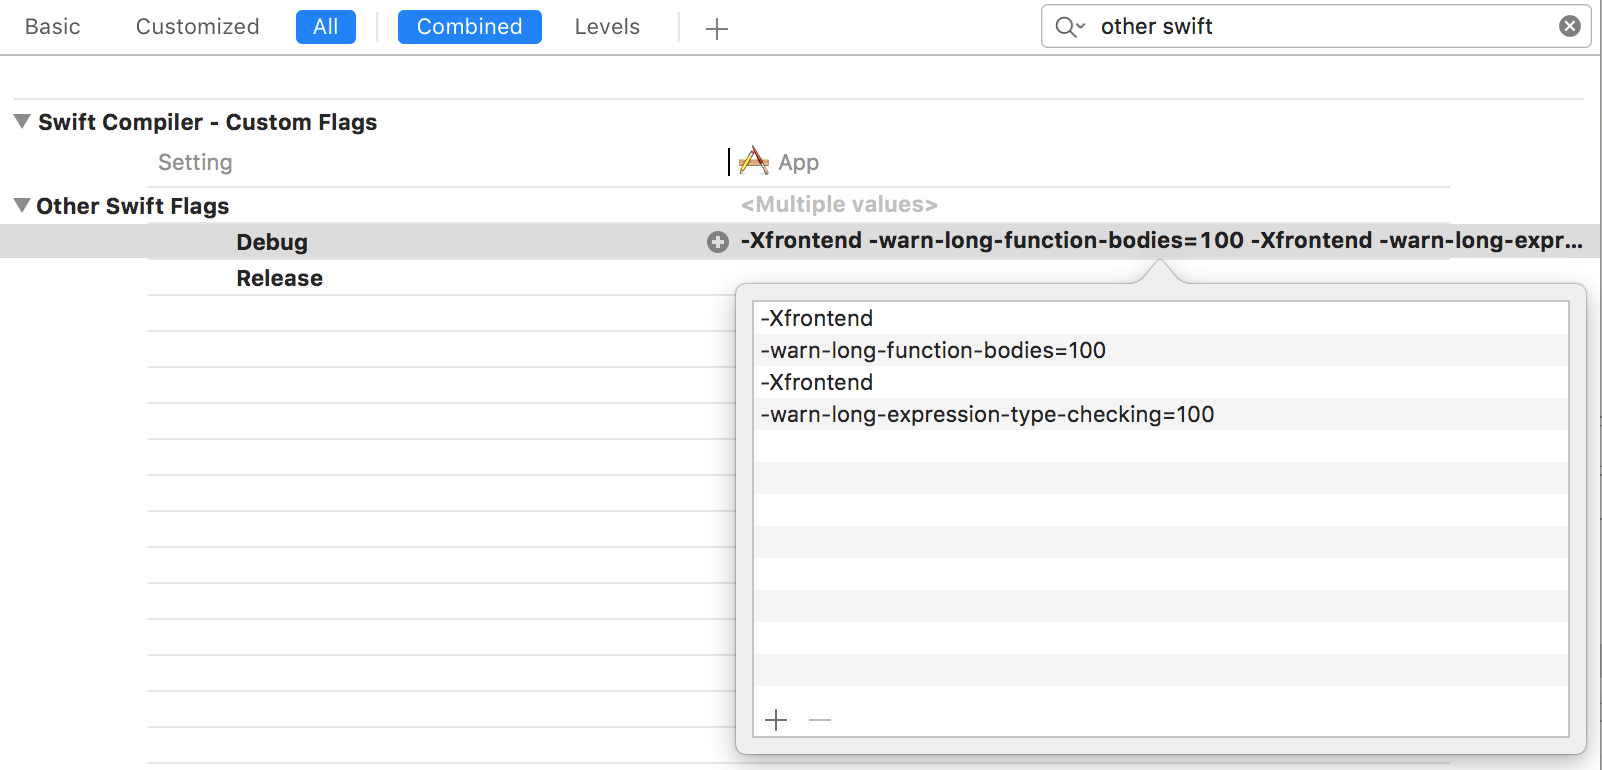 Basic Customized All Combined Levels other swift
Swift Compiler - Custom Flags
Setting App
Other Swift Flags <Multiple values>
Debug -Xfrontend -warn-long-function-bodies=100 -Xfrontend -warn-long-expr...
Release
-Xfrontend
-warn-long-function-bodies=100
-Xfrontend
-warn-long-expression-type-checking=100